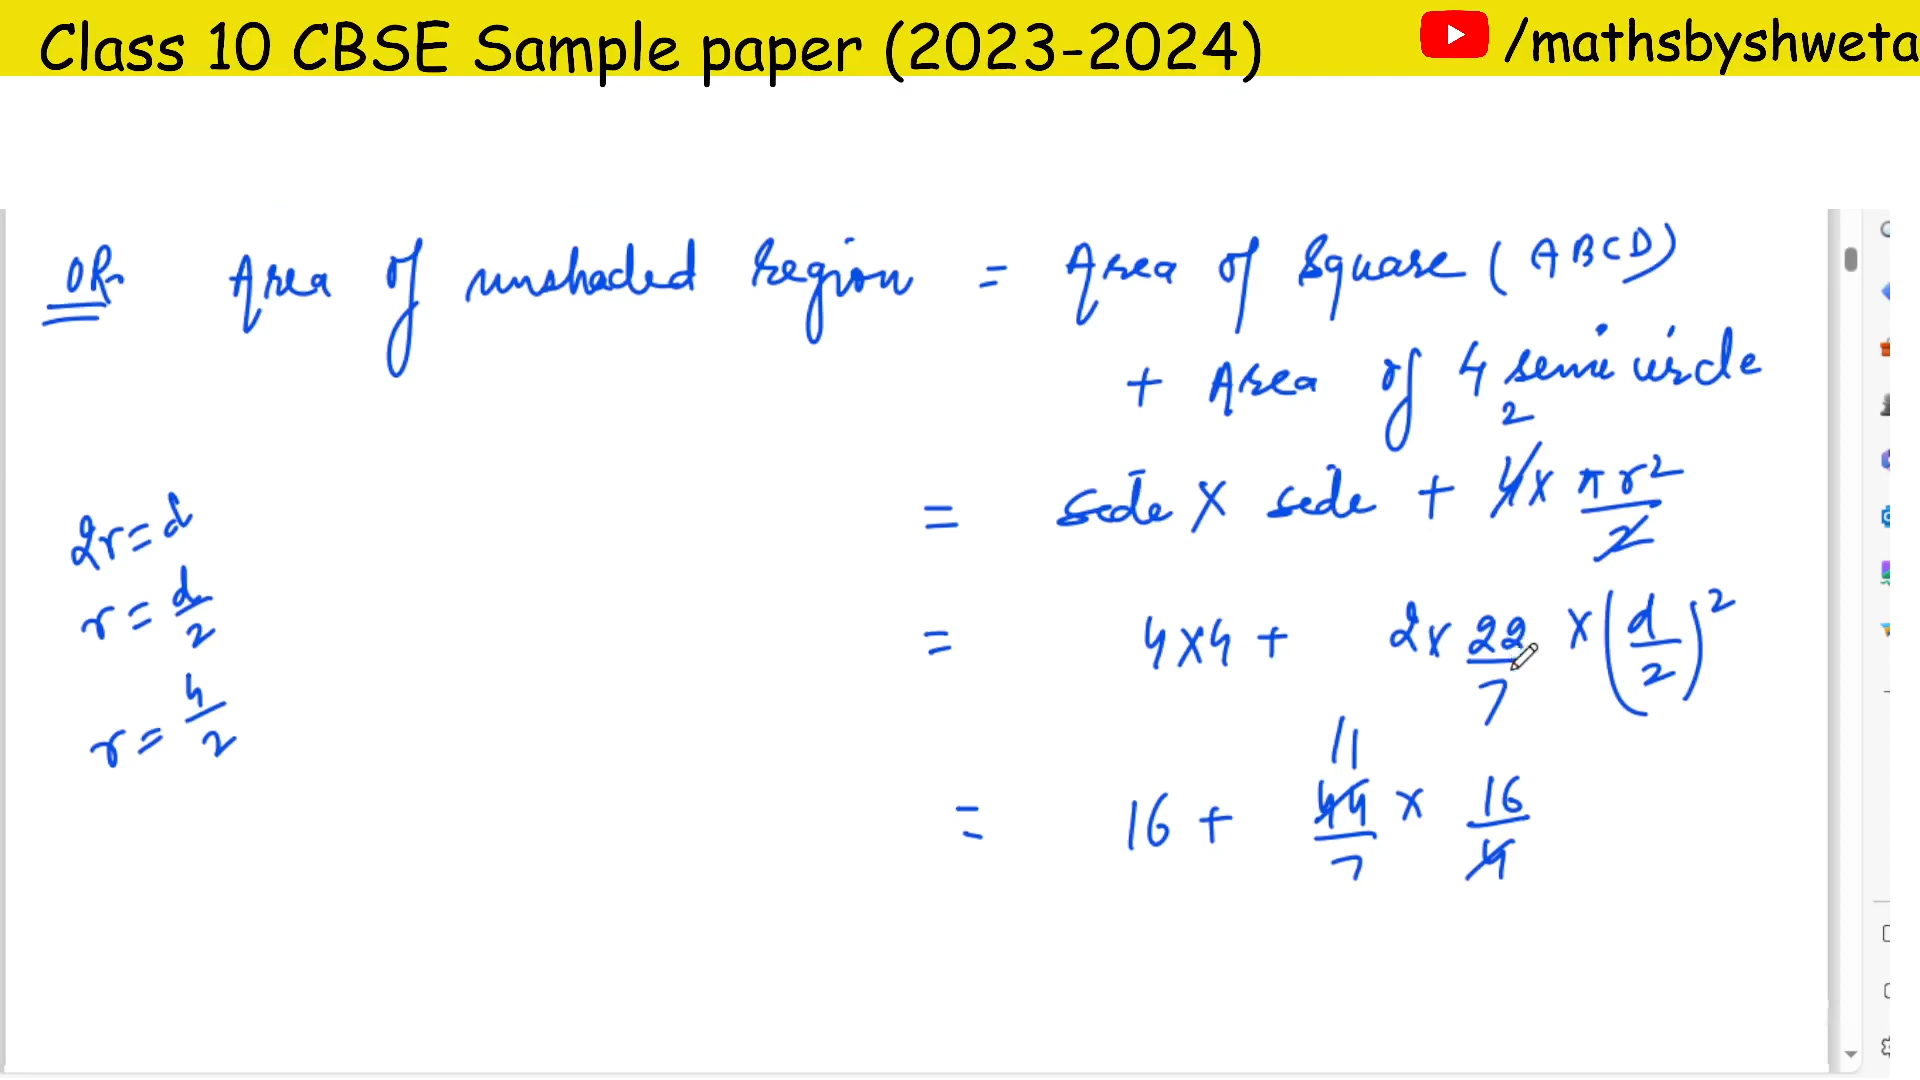 Class 10 CBSE Sample paper (2023-2024)
/mathsbyshweta
OR Area of unshaded region = Area of Square (ABCD)
+ Area of 4 semi circle
= side × side + 4 × πr²/2
2
2r = d
r = d/2
r = 4/2
= 4×4 + 2 × 22/7 × (d/2)²
11
= 16 + 44/7 × 16/4